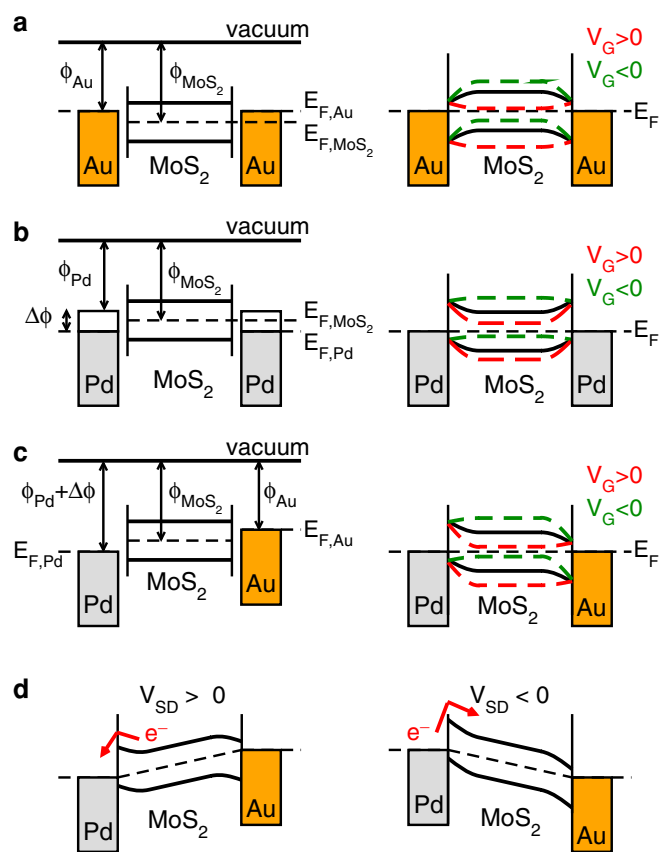 a
vacuum
ϕAu
ϕMoS2
EF,Au
EF,MoS2
Au
MoS2
Au
VG>0
VG<0
EF
Au
MoS2
Au
b
vacuum
ϕPd
ϕMoS2
Δϕ
EF,MoS2
EF,Pd
Pd
MoS2
Pd
VG>0
VG<0
EF
Pd
MoS2
Pd
c
vacuum
ϕPd+Δϕ
ϕMoS2
ϕAu
EF,Au
EF,Pd
Pd
MoS2
Au
VG>0
VG<0
EF
Pd
MoS2
Au
d
VSD > 0
e−
Pd
MoS2
Au
VSD < 0
e−
Pd
MoS2
Au